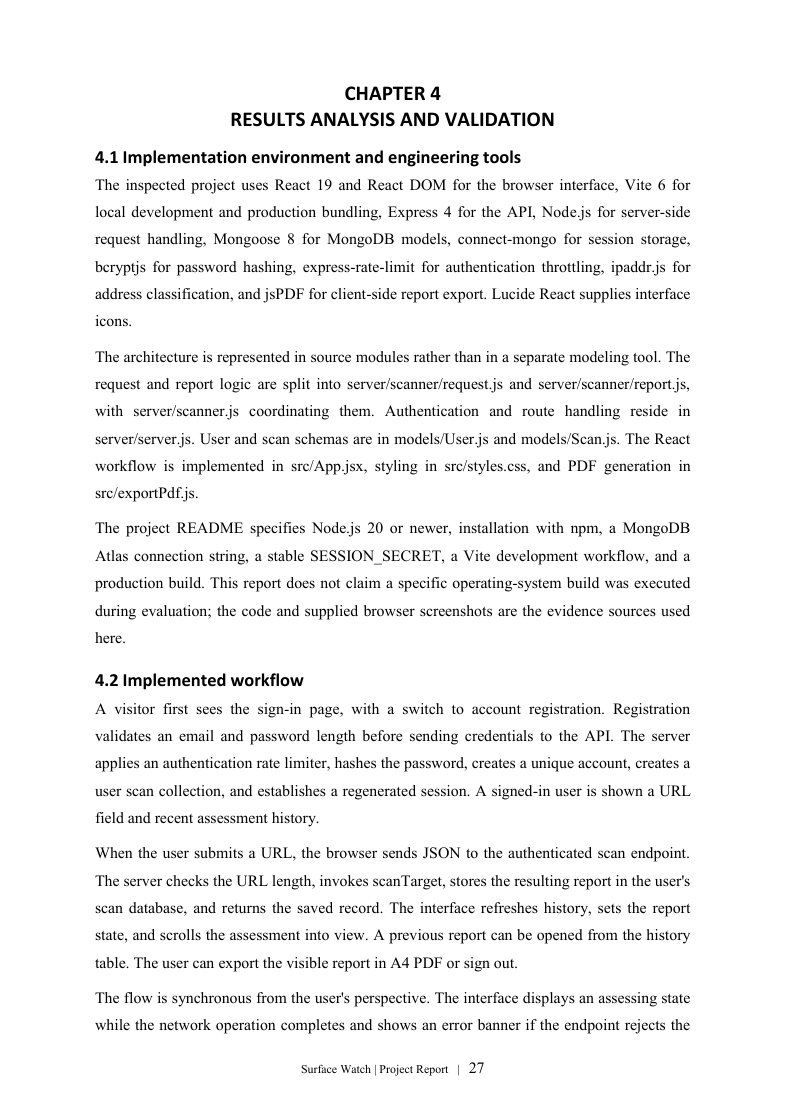 CHAPTER 4
RESULTS ANALYSIS AND VALIDATION
4.1 Implementation environment and engineering tools
The inspected project uses React 19 and React DOM for the browser interface, Vite 6 for
local development and production bundling, Express 4 for the API, Node.js for server-side
request handling, Mongoose 8 for MongoDB models, connect-mongo for session storage,
bcryptjs for password hashing, express-rate-limit for authentication throttling, ipaddr.js for
address classification, and jsPDF for client-side report export. Lucide React supplies interface
icons.
The architecture is represented in source modules rather than in a separate modeling tool. The
request and report logic are split into server/scanner/request.js and server/scanner/report.js,
with server/scanner.js coordinating them. Authentication and route handling reside in
server/server.js. User and scan schemas are in models/User.js and models/Scan.js. The React
workflow is implemented in src/App.jsx, styling in src/styles.css, and PDF generation in
src/exportPdf.js.
The project README specifies Node.js 20 or newer, installation with npm, a MongoDB
Atlas connection string, a stable SESSION_SECRET, a Vite development workflow, and a
production build. This report does not claim a specific operating-system build was executed
during evaluation; the code and supplied browser screenshots are the evidence sources used
here.
4.2 Implemented workflow
A visitor first sees the sign-in page, with a switch to account registration. Registration
validates an email and password length before sending credentials to the API. The server
applies an authentication rate limiter, hashes the password, creates a unique account, creates a
user scan collection, and establishes a regenerated session. A signed-in user is shown a URL
field and recent assessment history.
When the user submits a URL, the browser sends JSON to the authenticated scan endpoint.
The server checks the URL length, invokes scanTarget, stores the resulting report in the user's
scan database, and returns the saved record. The interface refreshes history, sets the report
state, and scrolls the assessment into view. A previous report can be opened from the history
table. The user can export the visible report in A4 PDF or sign out.
The flow is synchronous from the user's perspective. The interface displays an assessing state
while the network operation completes and shows an error banner if the endpoint rejects the
Surface Watch | Project Report | 27